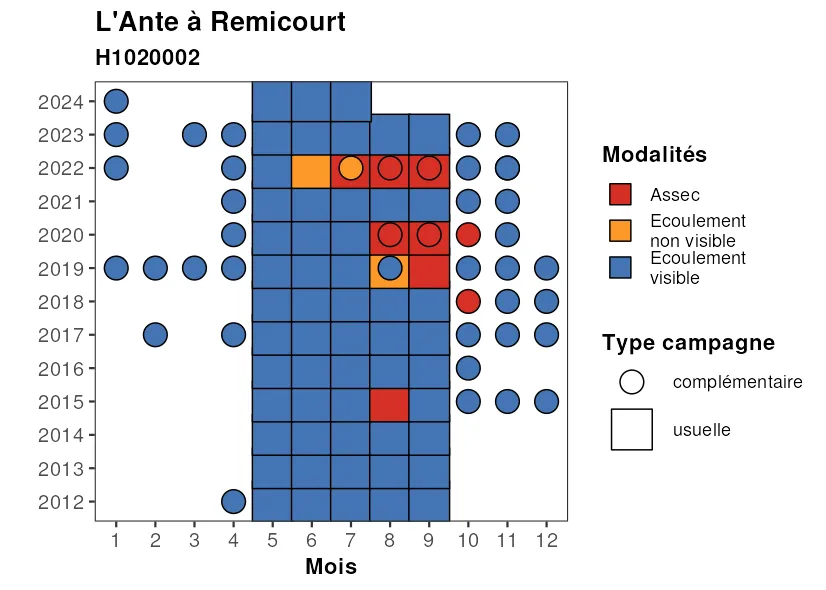 L'Ante à Remicourt
H1020002
2024
2023
2022
2021
2020
2019
2018
2017
2016
2015
2014
2013
2012
1 2 3 4 5 6 7 8 9 10 11 12
Mois
Modalités
Assec
Ecoulement
non visible
Ecoulement
visible
Type campagne
complémentaire
usuelle